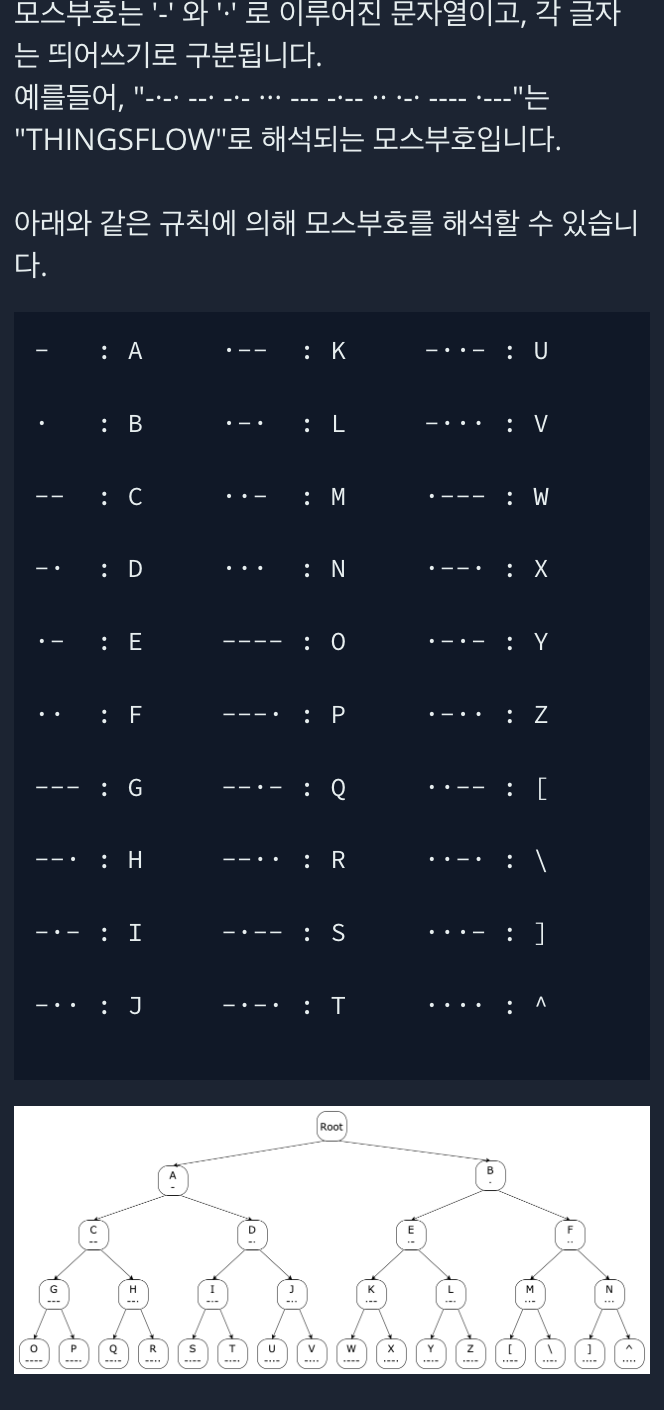 모스부호는 '-' 와 '·' 로 이루어진 문자열이고, 각 글자
는 띄어쓰기로 구분됩니다.
예를들어, "-·-· --· -·- ··· --- -·-- ·· ·-· ---- ·---"는
"THINGSFLOW"로 해석되는 모스부호입니다.
아래와 같은 규칙에 의해 모스부호를 해석할 수 있습니
다.
- : A ·-- : K -··- : U
· : B ·-· : L -··· : V
-- : C ··- : M ·--- : W
-· : D ··· : N ·--· : X
·- : E ---- : O ·-·- : Y
·· : F ---· : P ·-·· : Z
--- : G --·- : Q ··-- : [
--· : H --·· : R ··-· : \
-·- : I -·-- : S ···- : ]
-·· : J -·-· : T ···· : ^
Root
A B
- ·
C D E F
-- -· ·- ··
G H I J K L M N
--- --· -·- -·· ·-- ·-· ··- ···
O P Q R S T U V W X Y Z [ \ ] ^